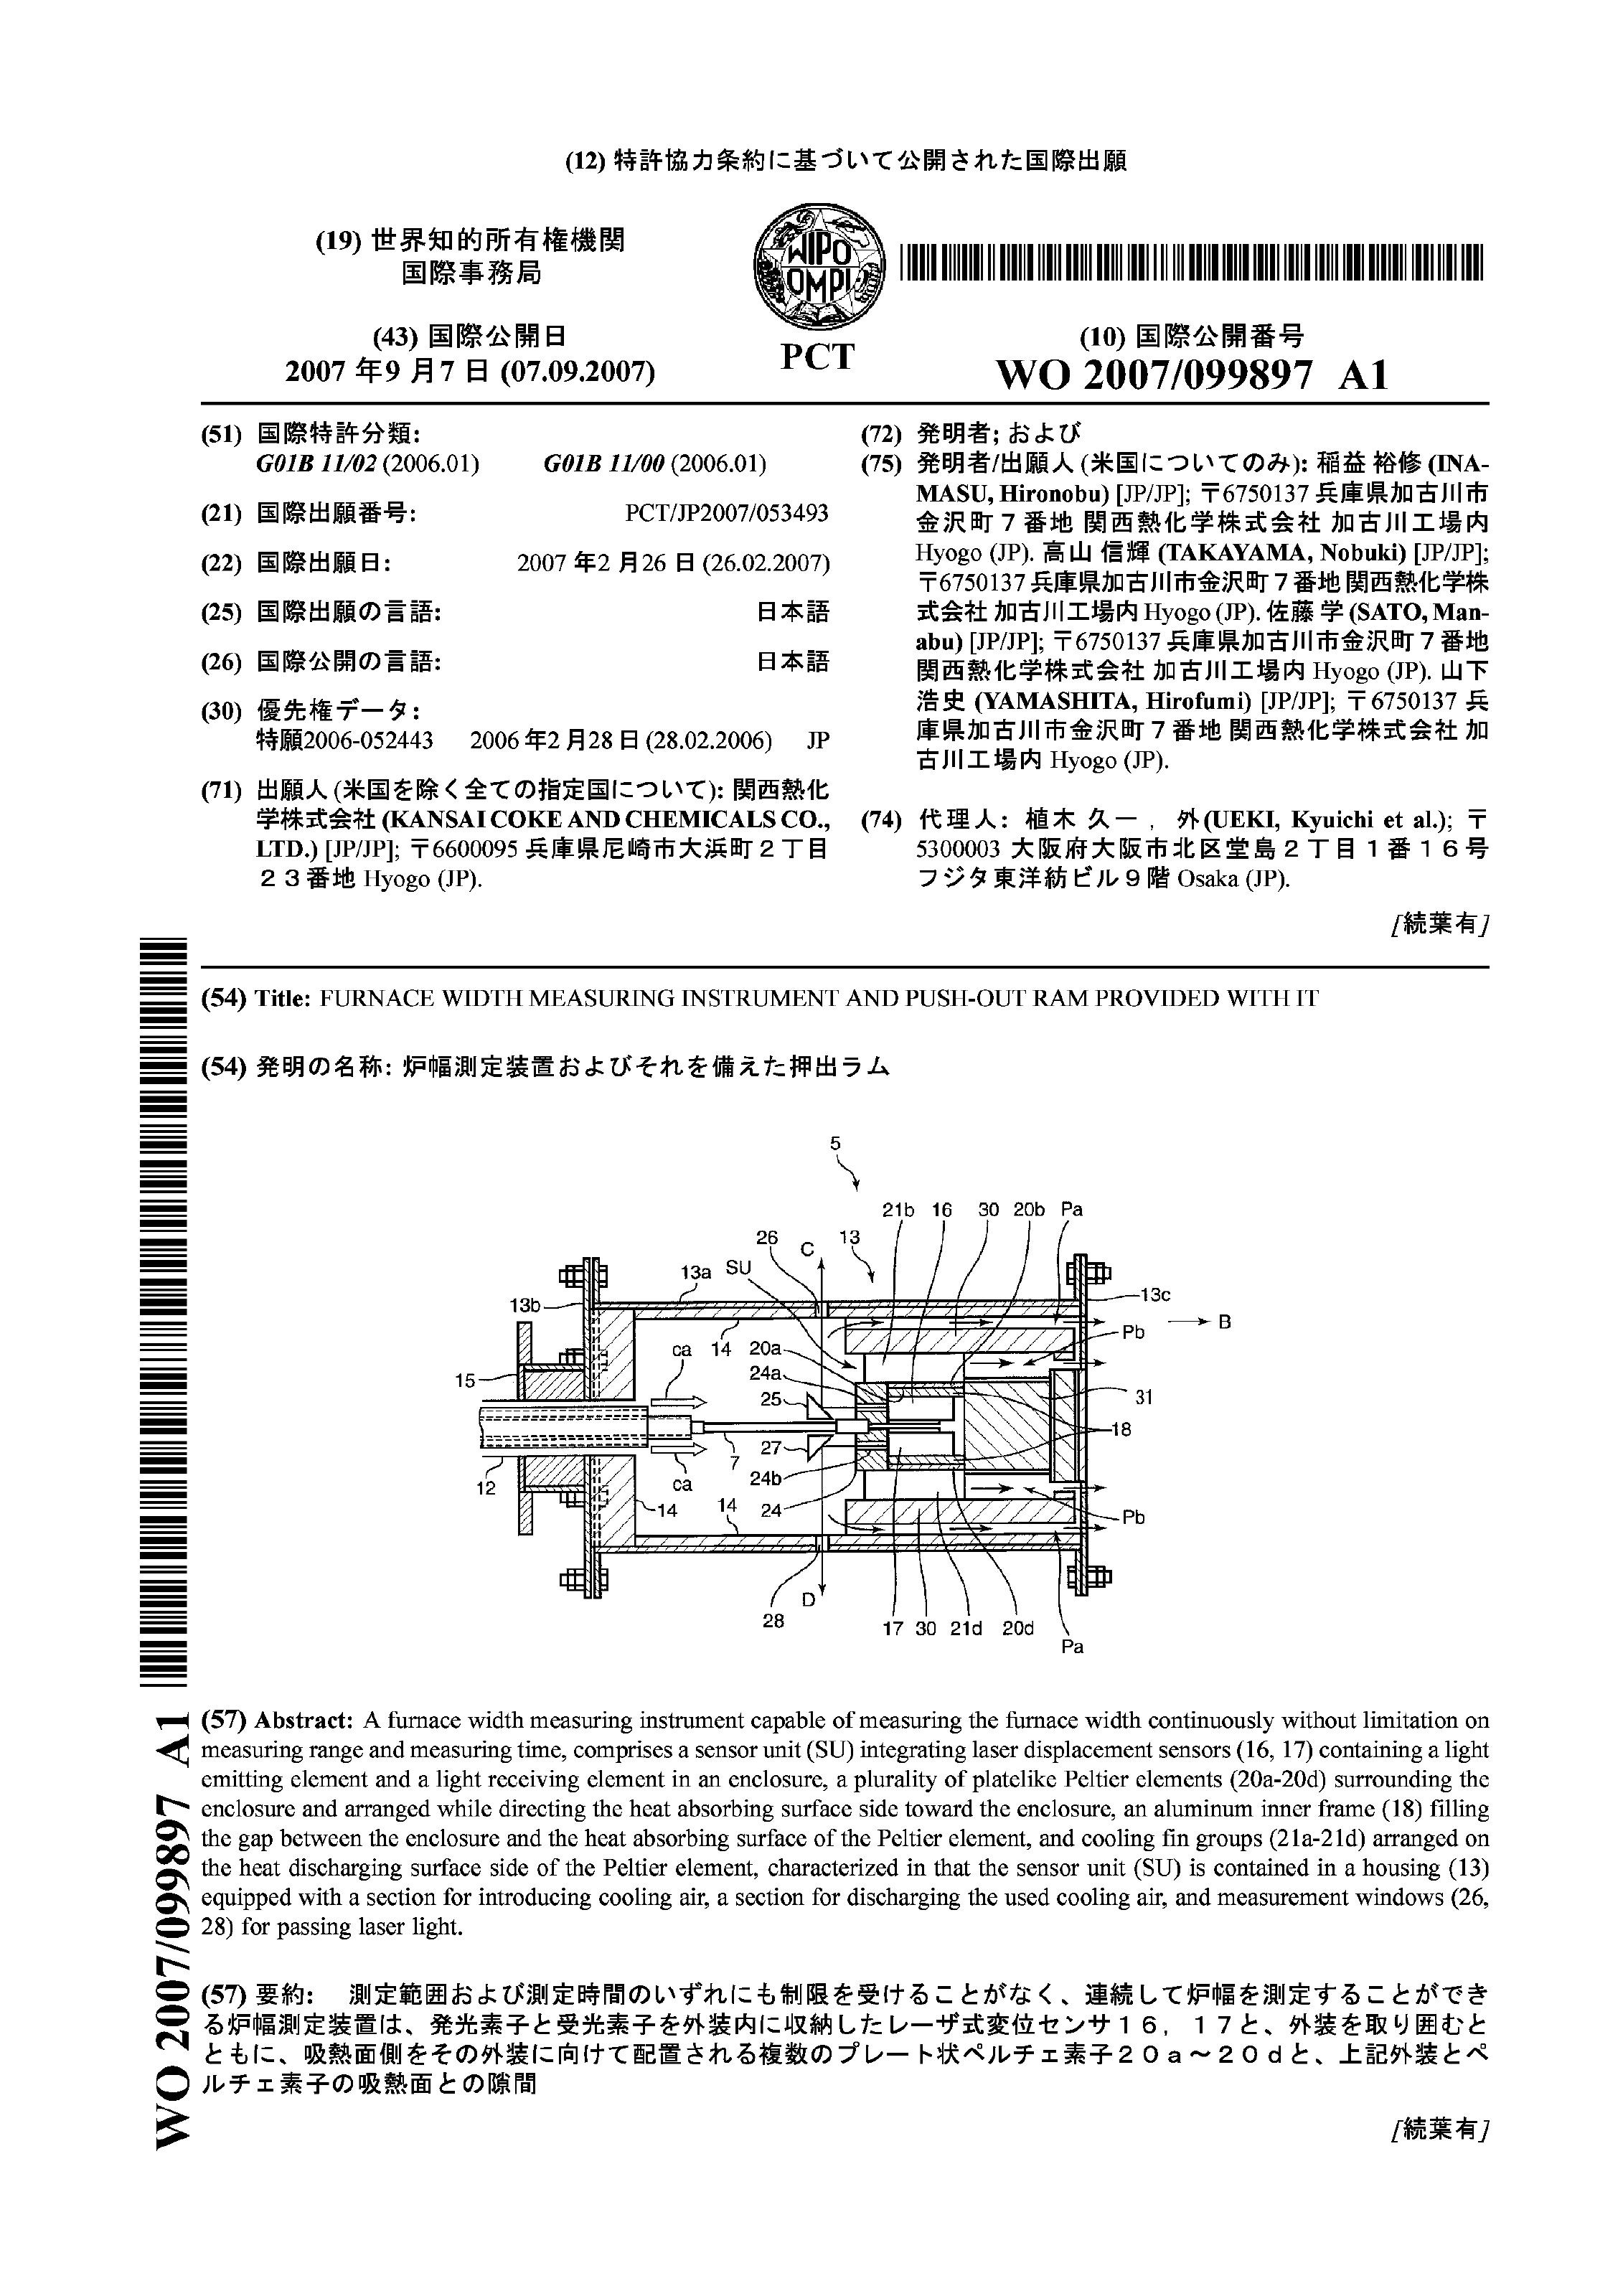 (12) 特許協力条約に基づいて公開された国際出願
(19) 世界知的所有権機関
国際事務局
(43) 国際公開日
2007 年9 月7 日 (07.09.2007)
WIPO
OMPI
PCT
(10) 国際公開番号
WO 2007/099897 A1
(51) 国際特許分類:
G01B 11/02 (2006.01) G01B 11/00 (2006.01)
(21) 国際出願番号: PCT/JP2007/053493
(22) 国際出願日: 2007 年2 月26 日 (26.02.2007)
(25) 国際出願の言語: 日本語
(26) 国際公開の言語: 日本語
(30) 優先権データ:
特願2006-052443 2006 年2 月28 日 (28.02.2006) JP
(71) 出願人 (米国を除く全ての指定国について): 関西熱化
学株式会社 (KANSAI COKE AND CHEMICALS CO.,
LTD.) [JP/JP]; 〒6600095 兵庫県尼崎市大浜町２丁目
２３番地 Hyogo (JP).
(72) 発明者; および
(75) 発明者/出願人 (米国についてのみ): 稲益 裕修 (INA-
MASU, Hironobu) [JP/JP]; 〒6750137 兵庫県加古川市
金沢町７番地 関西熱化学株式会社 加古川工場内
Hyogo (JP). 高山 信輝 (TAKAYAMA, Nobuki) [JP/JP];
〒6750137 兵庫県加古川市金沢町７番地 関西熱化学株
式会社 加古川工場内 Hyogo (JP). 佐藤 学 (SATO, Man-
abu) [JP/JP]; 〒6750137 兵庫県加古川市金沢町７番地
関西熱化学株式会社 加古川工場内 Hyogo (JP). 山下
浩史 (YAMASHITA, Hirofumi) [JP/JP]; 〒6750137 兵
庫県加古川市金沢町７番地 関西熱化学株式会社 加
古川工場内 Hyogo (JP).
(74) 代理人: 植木 久一 , 外(UEKI, Kyuichi et al.); 〒
5300003 大阪府大阪市北区堂島２丁目１番１６号
フジタ東洋紡ビル９階 Osaka (JP).
[続葉有]
(54) Title: FURNACE WIDTH MEASURING INSTRUMENT AND PUSH-OUT RAM PROVIDED WITH IT
(54) 発明の名称: 炉幅測定装置およびそれを備えた押出ラム
5
21b 16 30 20b Pa
26 C 13
13a SU
13b 13c
B
14 Pb
ca 14 20a
24a
15
25 31
18
27
7
12 ca 24b
14 14 24 Pb
D
28
17 30 21d 20d
Pa
(57) Abstract: A furnace width measuring instrument capable of measuring the furnace width continuously without limitation on
measuring range and measuring time, comprises a sensor unit (SU) integrating laser displacement sensors (16, 17) containing a light
emitting element and a light receiving element in an enclosure, a plurality of platelike Peltier elements (20a-20d) surrounding the
enclosure and arranged while directing the heat absorbing surface side toward the enclosure, an aluminum inner frame (18) filling
the gap between the enclosure and the heat absorbing surface of the Peltier element, and cooling fin groups (21a-21d) arranged on
the heat discharging surface side of the Peltier element, characterized in that the sensor unit (SU) is contained in a housing (13)
equipped with a section for introducing cooling air, a section for discharging the used cooling air, and measurement windows (26,
28) for passing laser light.
(57) 要約: 測定範囲および測定時間のいずれにも制限を受けることがなく、連続して炉幅を測定することができ
る炉幅測定装置は、発光素子と受光素子を外装内に収納したレーザ式変位センサ１６，１７と、外装を取り囲むと
ともに、吸熱面側をその外装に向けて配置される複数のプレート状ペルチェ素子２０ａ～２０ｄと、上記外装とペ
ルチェ素子の吸熱面との隙間
[続葉有]
WO 2007/099897 A1